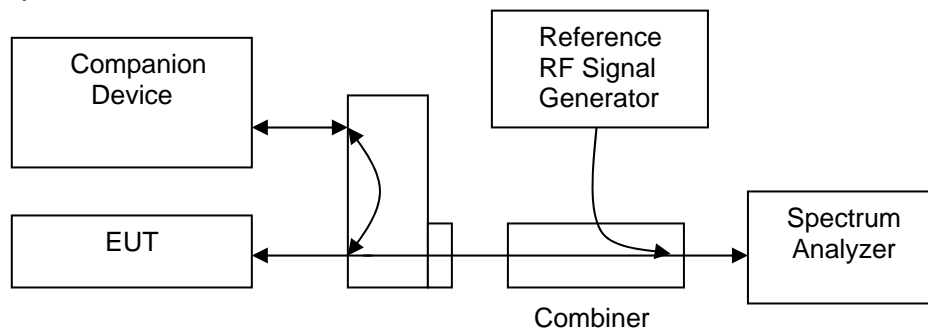 Companion
Device
Reference
RF Signal
Generator
EUT
Spectrum
Analyzer
Combiner